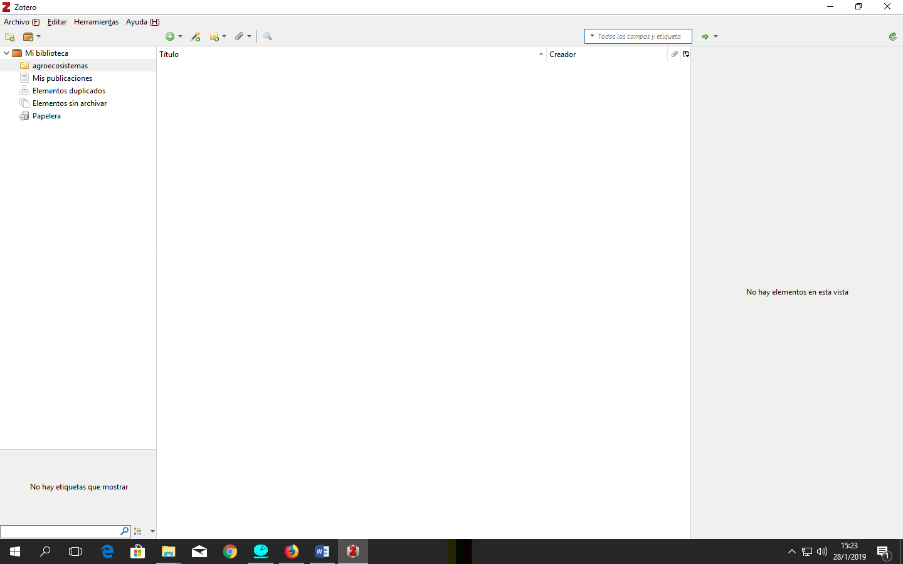 Zotero
Archivo (F) Editar Herramientas Ayuda (H)
Todos los campos y etiqueta
Mi biblioteca
agroecosistemas
Mis publicaciones
Elementos duplicados
Elementos sin archivar
Papelera
Título Creador
No hay elementos en esta vista
No hay etiquetas que mostrar
15:23
28/1/2019
1